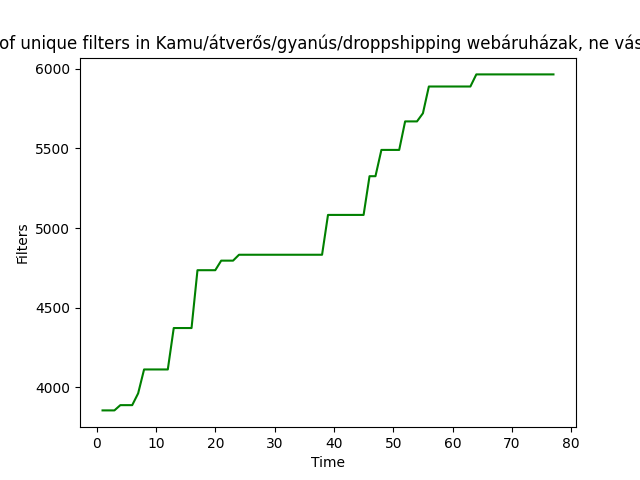 of unique filters in Kamu/átverős/gyanús/droppshipping webáruházak, ne vás
6000
5500
5000
4500
4000
Filters
0 10 20 30 40 50 60 70 80
Time